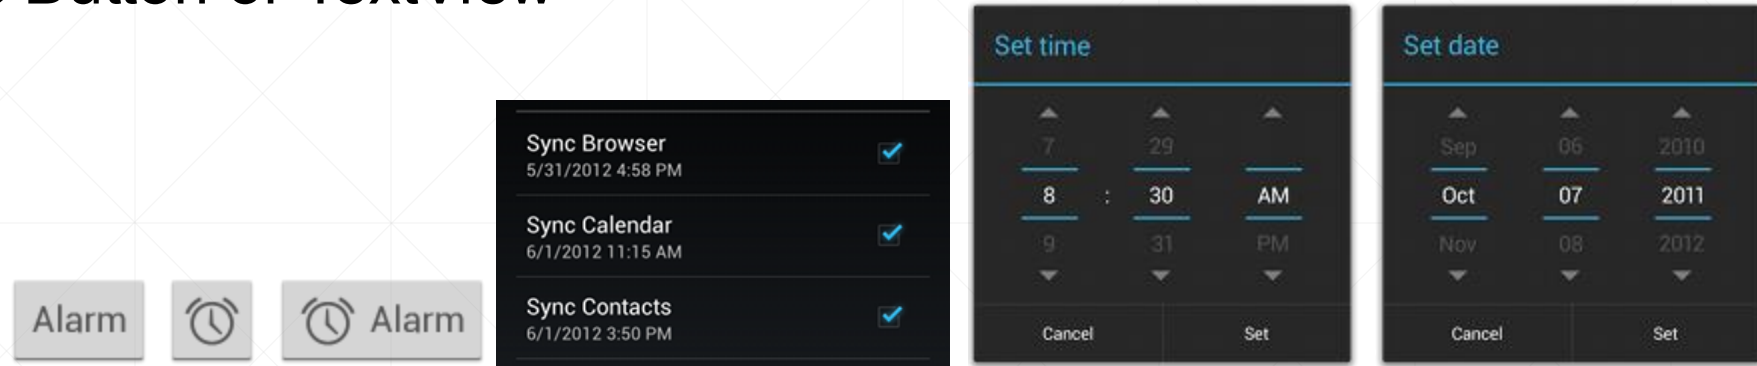 Button or TextView
Alarm
Alarm
Sync Browser
5/31/2012 4:58 PM
Sync Calendar
6/1/2012 11:15 AM
Sync Contacts
6/1/2012 3:50 PM
Set time
7 29
8 : 30 AM
9 31 PM
Cancel Set
Set date
Sep 06 2010
Oct 07 2011
Nov 08 2012
Cancel Set